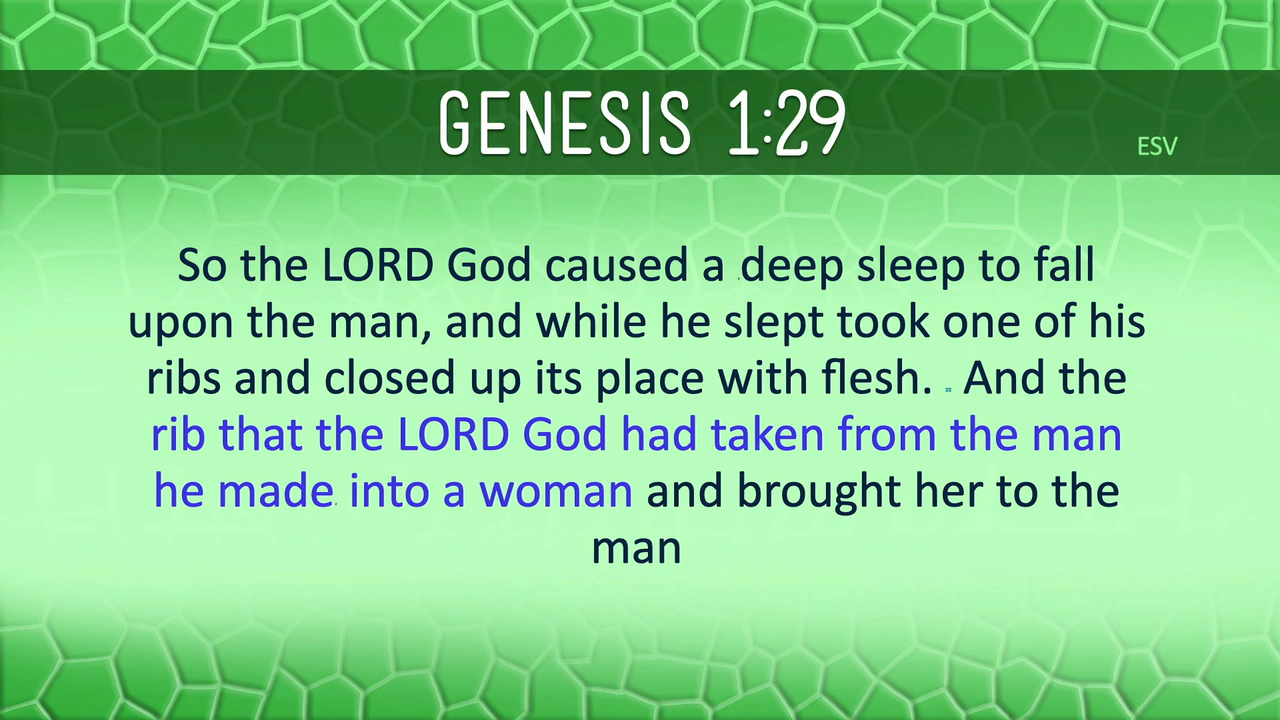 GENESIS 1:29
ESV
So the LORD God caused a deep sleep to fall
upon the man, and while he slept took one of his
ribs and closed up its place with flesh. 22 And the
rib that the LORD God had taken from the man
he made into a woman and brought her to the
man